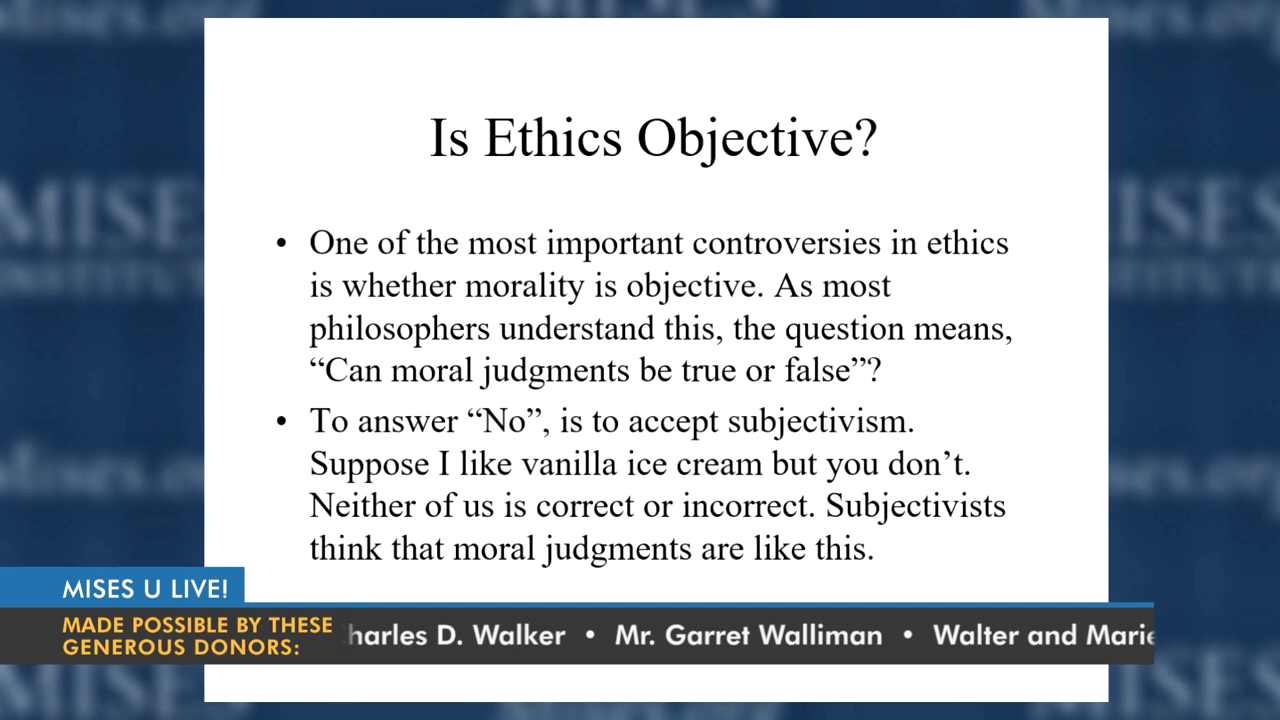 Is Ethics Objective?
• One of the most important controversies in ethics
is whether morality is objective. As most
philosophers understand this, the question means,
“Can moral judgments be true or false”?
• To answer “No”, is to accept subjectivism.
Suppose I like vanilla ice cream but you don’t.
Neither of us is correct or incorrect. Subjectivists
think that moral judgments are like this.
MISES U LIVE!
MADE POSSIBLE BY THESE
GENEROUS DONORS:
harles D. Walker • Mr. Garret Walliman • Walter and Marie